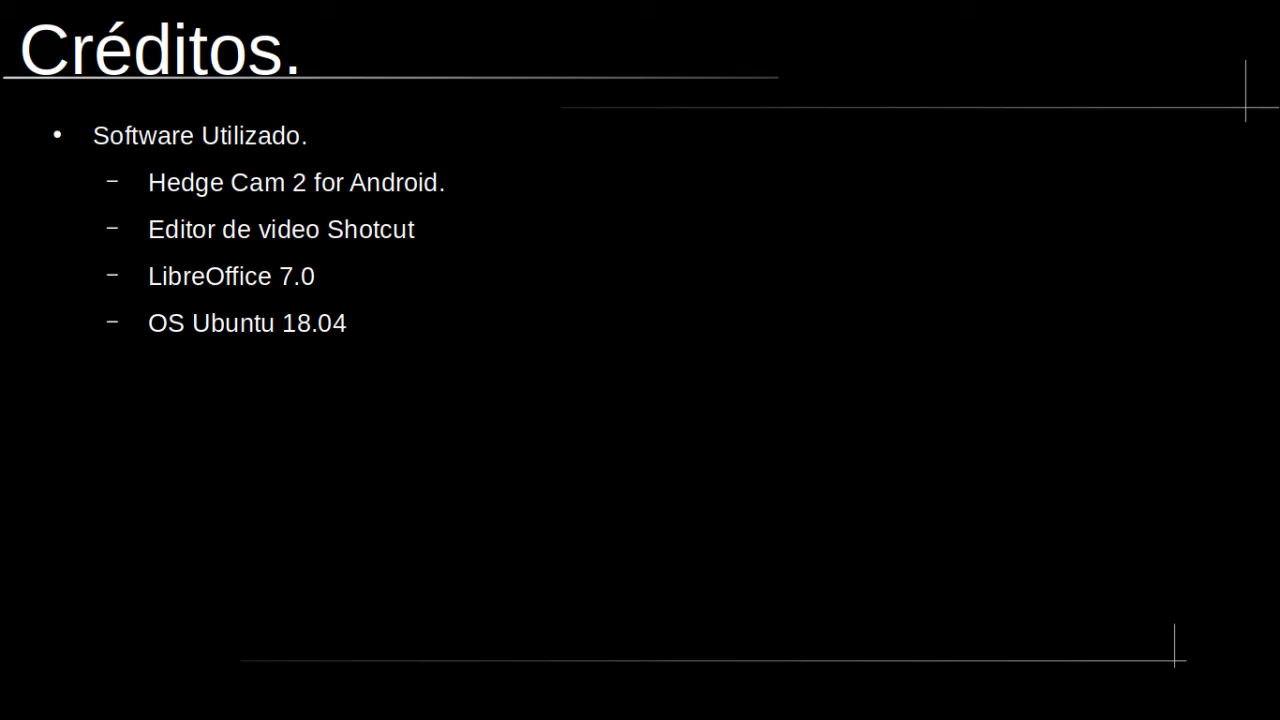 Créditos.
• Software Utilizado.
– Hedge Cam 2 for Android.
– Editor de video Shotcut
– LibreOffice 7.0
– OS Ubuntu 18.04